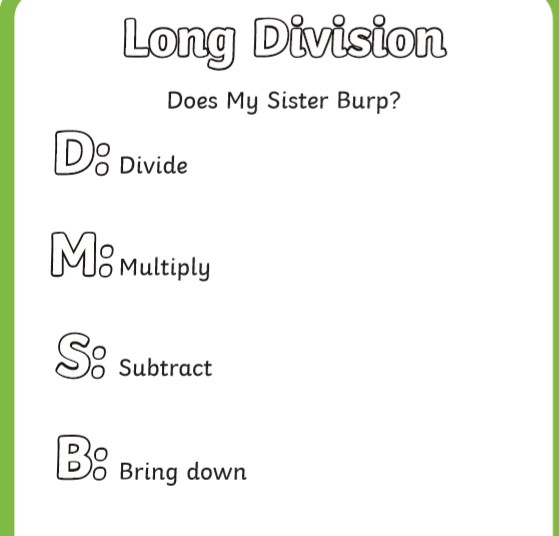 Long Division
Does My Sister Burp?
D: Divide
M: Multiply
S: Subtract
B: Bring down